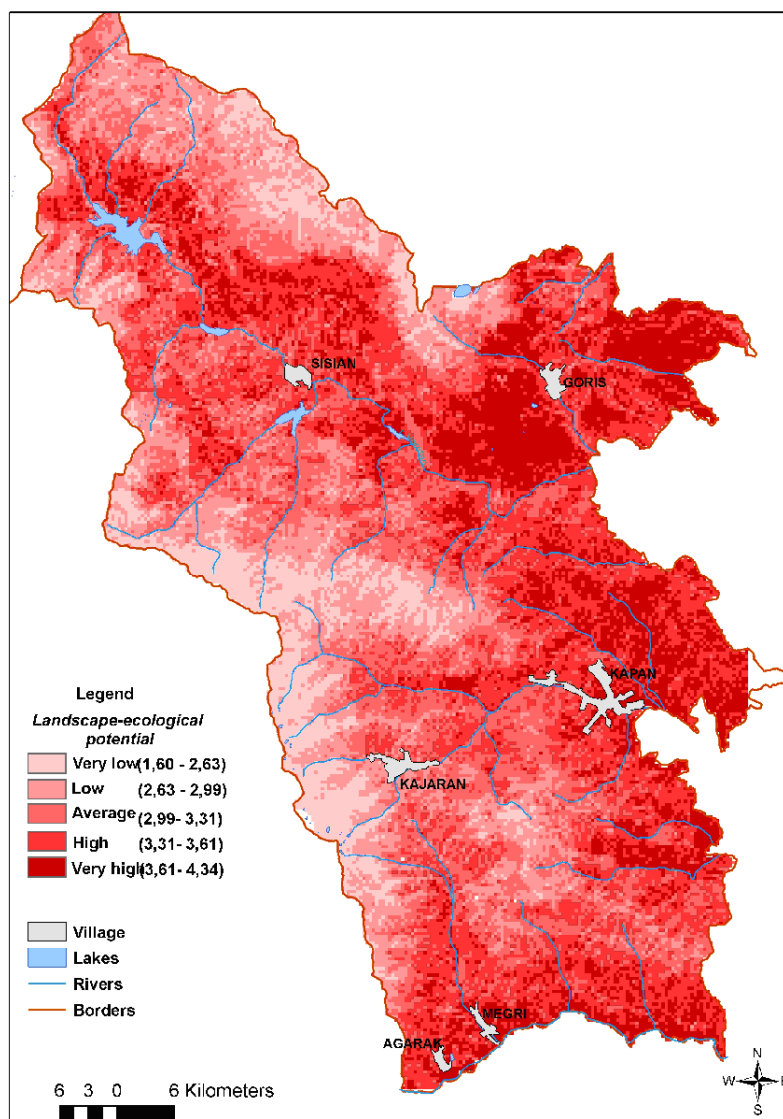 SISIAN
GORIS
KAPAN
KAJARAN
MEGRI
AGARAK
Legend
Landscape-ecological
potential
Very low (1,60 - 2,63)
Low (2,63 - 2,99)
Average (2,99- 3,31)
High (3,31 - 3,61)
Very high (3,61- 4,34)
Village
Lakes
Rivers
Borders
6 3 0 6 Kilometers
N
W E
S